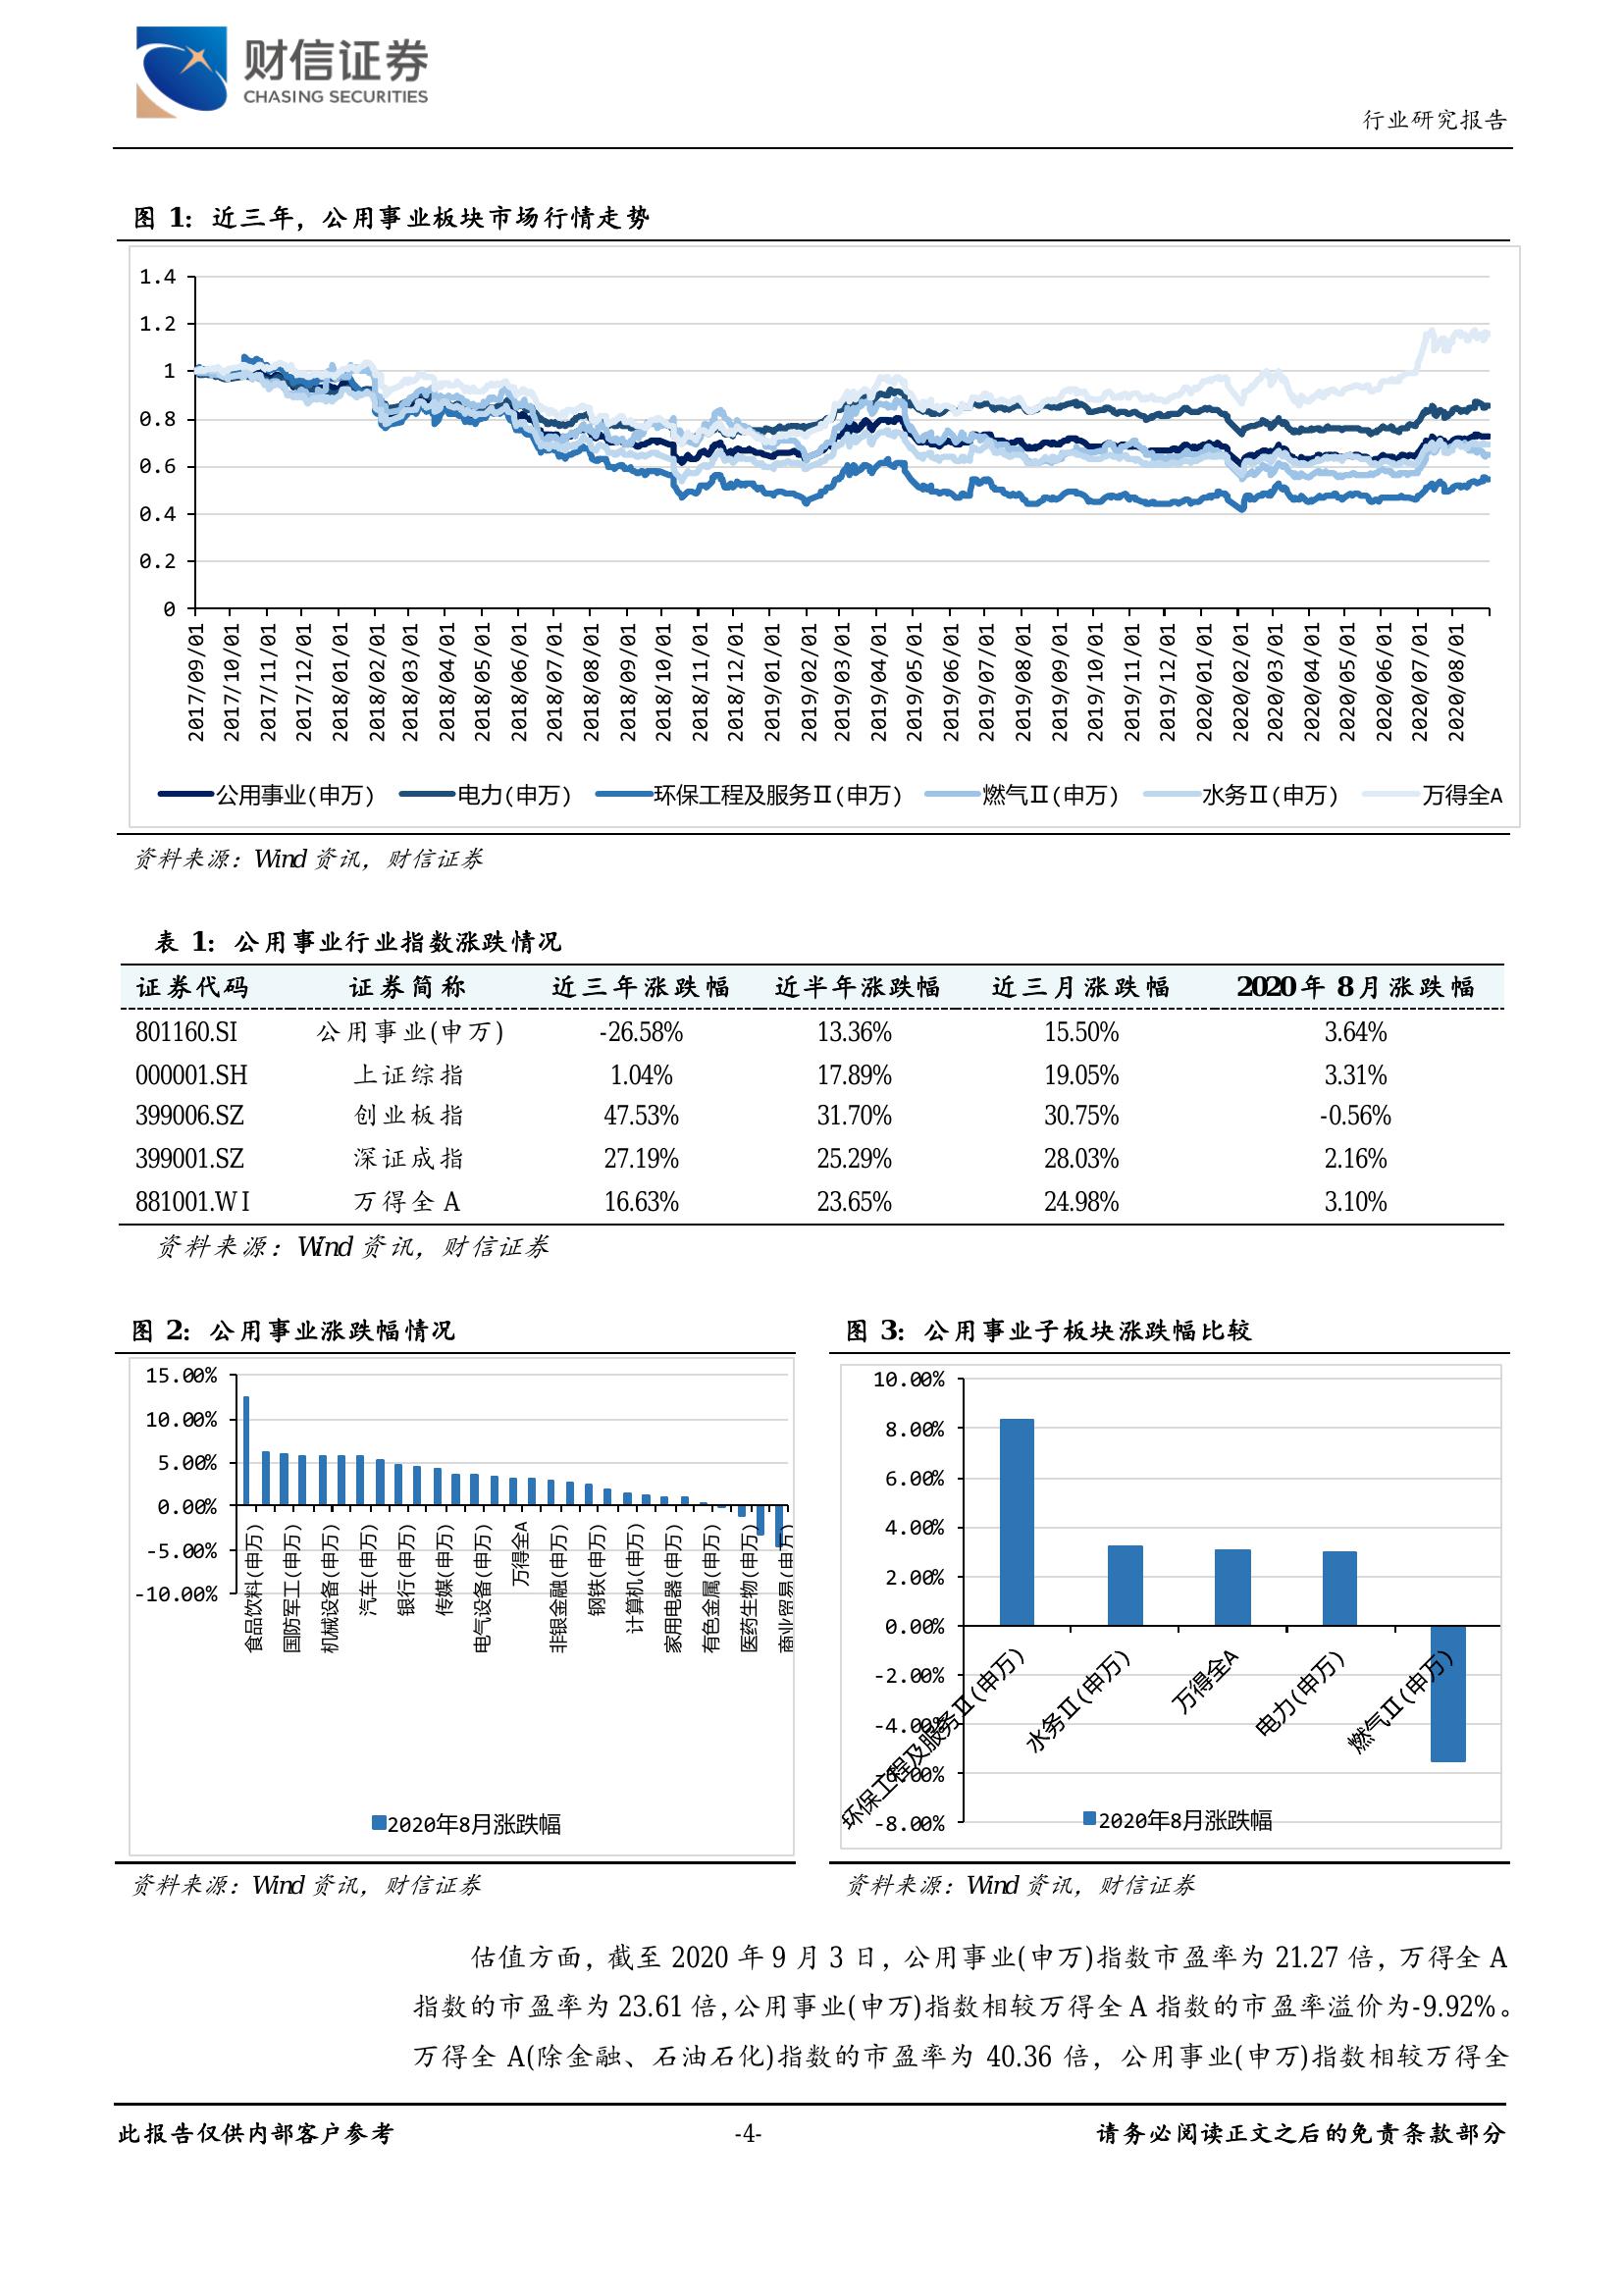 财信证券
CHASING SECURITIES
行业研究报告
图 1：近三年，公用事业板块市场行情走势
1.4
1.2
1
0.8
0.6
0.4
0.2
0
2017/09/01 2017/10/01 2017/11/01 2017/12/01 2018/01/01 2018/02/01 2018/03/01 2018/04/01 2018/05/01 2018/06/01 2018/07/01 2018/08/01 2018/09/01 2018/10/01 2018/11/01 2018/12/01 2019/01/01 2019/02/01 2019/03/01 2019/04/01 2019/05/01 2019/06/01 2019/07/01 2019/08/01 2019/09/01 2019/10/01 2019/11/01 2019/12/01 2020/01/01 2020/02/01 2020/03/01 2020/04/01 2020/05/01 2020/06/01 2020/07/01 2020/08/01
公用事业(申万) 电力(申万) 环保工程及服务Ⅱ(申万) 燃气Ⅱ(申万) 水务Ⅱ(申万) 万得全A
资料来源：Wind 资讯，财信证券
表 1：公用事业行业指数涨跌情况
证券代码 证券简称 近三年涨跌幅 近半年涨跌幅 近三月涨跌幅 2020 年 8 月涨跌幅
801160.SI 公用事业(申万) -26.58% 13.36% 15.50% 3.64%
000001.SH 上证综指 1.04% 17.89% 19.05% 3.31%
399006.SZ 创业板指 47.53% 31.70% 30.75% -0.56%
399001.SZ 深证成指 27.19% 25.29% 28.03% 2.16%
881001.WI 万得全 A 16.63% 23.65% 24.98% 3.10%
资料来源：Wind 资讯，财信证券
图 2：公用事业涨跌幅情况
15.00%
10.00%
5.00%
0.00%
-5.00%
-10.00%
食品饮料(申万) 国防军工(申万) 机械设备(申万) 汽车(申万) 银行(申万) 传媒(申万) 电气设备(申万) 万得全A 非银金融(申万) 钢铁(申万) 计算机(申万) 家用电器(申万) 有色金属(申万) 医药生物(申万) 商业贸易(申万)
2020年8月涨跌幅
资料来源：Wind 资讯，财信证券
图 3：公用事业子板块涨跌幅比较
10.00%
8.00%
6.00%
4.00%
2.00%
0.00%
-2.00%
-4.00%
-6.00%
-8.00%
环保工程及服务Ⅱ(申万) 水务Ⅱ(申万) 万得全A 电力(申万) 燃气Ⅱ(申万)
2020年8月涨跌幅
资料来源：Wind 资讯，财信证券
估值方面，截至 2020 年 9 月 3 日，公用事业(申万)指数市盈率为 21.27 倍，万得全 A
指数的市盈率为 23.61 倍，公用事业(申万)指数相较万得全 A 指数的市盈率溢价为-9.92%。
万得全 A(除金融、石油石化)指数的市盈率为 40.36 倍，公用事业(申万)指数相较万得全
此报告仅供内部客户参考 -4- 请务必阅读正文之后的免责条款部分